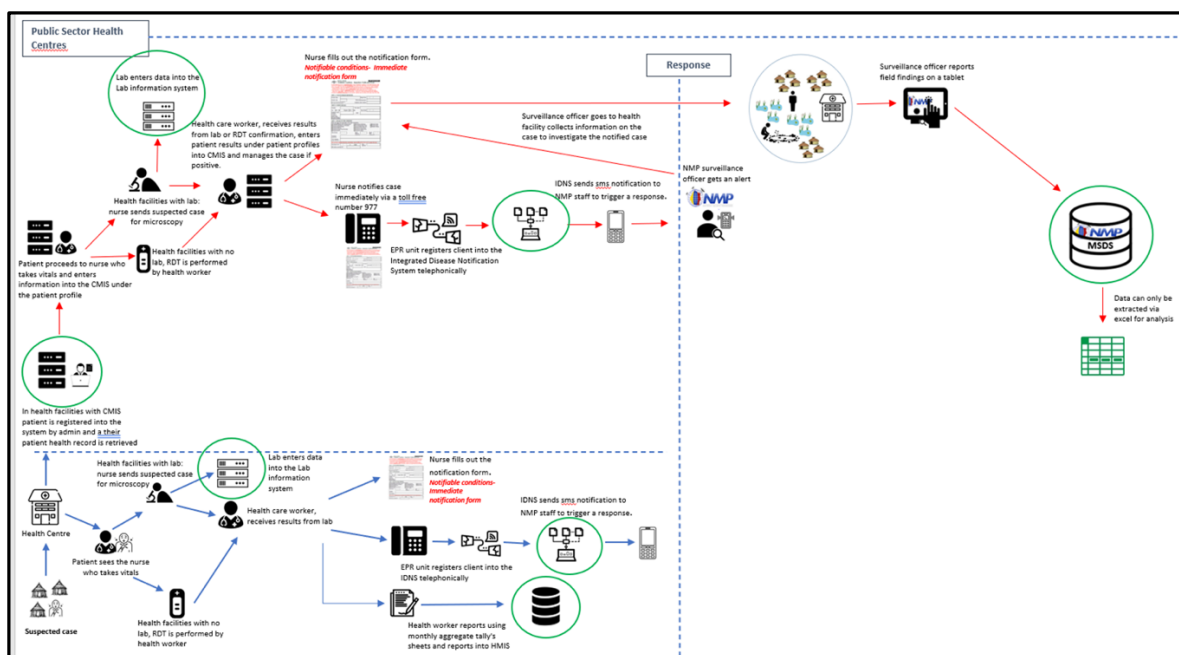 Public Sector Health
Centres
Lab enters data into the
Lab information system
Nurse fills out the notification form.
Notifiable conditions- Immediate
notification form
Response
Surveillance officer reports
field findings on a tablet
NMP
Health care worker, receives results
from lab or RDT confirmation, enters
patient results under patient profiles
into CMIS and manages the case if
positive.
Surveillance officer goes to health
facility collects information on the
case to investigate the notified case
Health facilities with lab:
nurse sends suspected case
for microscopy
Nurse notifies case
immediately via a toll free
number 977
IDNS sends sms notification to
NMP staff to trigger a response.
NMP surveillance
officer gets an alert
NMP
NMP
MSDS
Patient proceeds to nurse who
takes vitals and enters
information into the CMIS under
the patient profile
Health facilities with no
lab, RDT is performed
by health worker
EPR unit registers client into the
Integrated Disease Notification
System telephonically
Data can only be
extracted via
excel for analysis
In health facilities with CMIS
patient is registered into the
system by admin and a their
patient health record is retrieved
Health facilities with lab:
nurse sends suspected case
for microscopy
Lab enters data
into the Lab
information
system
Nurse fills out the
notification form.
Notifiable conditions-
Immediate
notification form
IDNS sends sms notification to
NMP staff to trigger a response.
Health care worker,
receives results from lab
Health Centre
Patient sees the nurse
who takes vitals
EPR unit registers client into the
IDNS telephonically
Suspected case
Health facilities with no
lab, RDT is performed by
health worker
Health worker reports using
monthly aggregate tally's
sheets and reports into HMIS